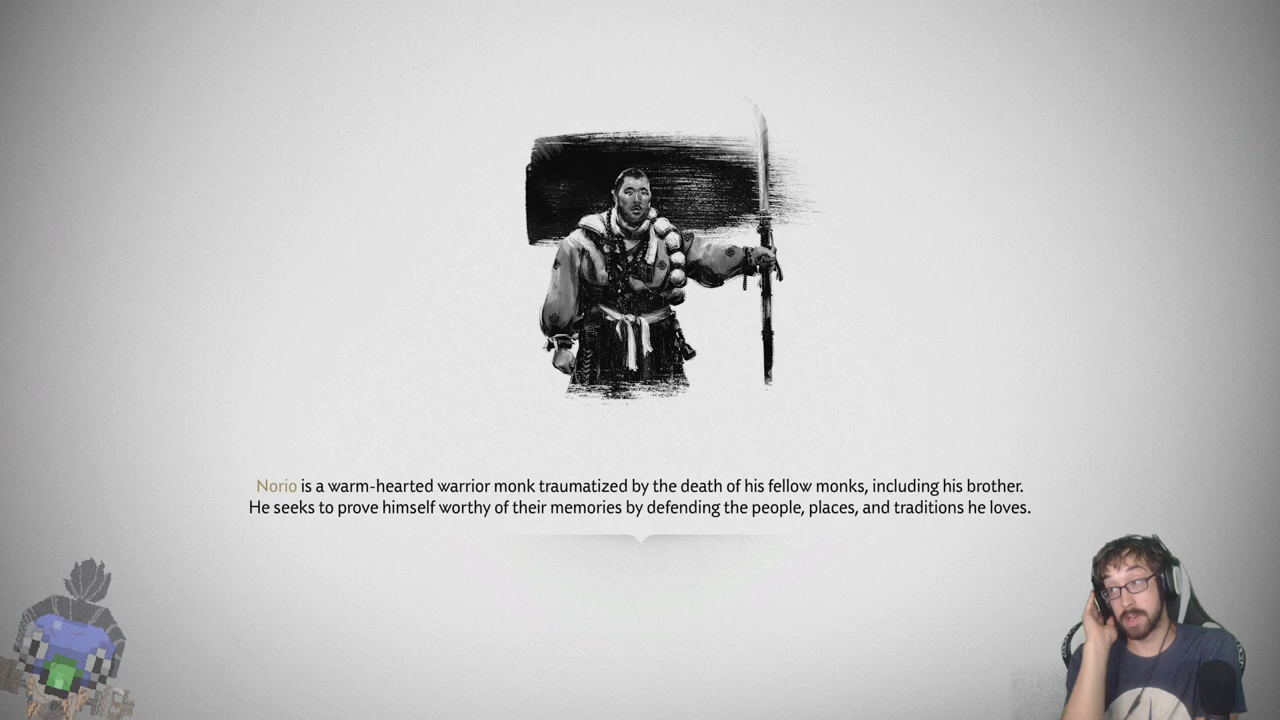 Norio is a warm-hearted warrior monk traumatized by the death of his fellow monks, including his brother.
He seeks to prove himself worthy of their memories by defending the people, places, and traditions he loves.